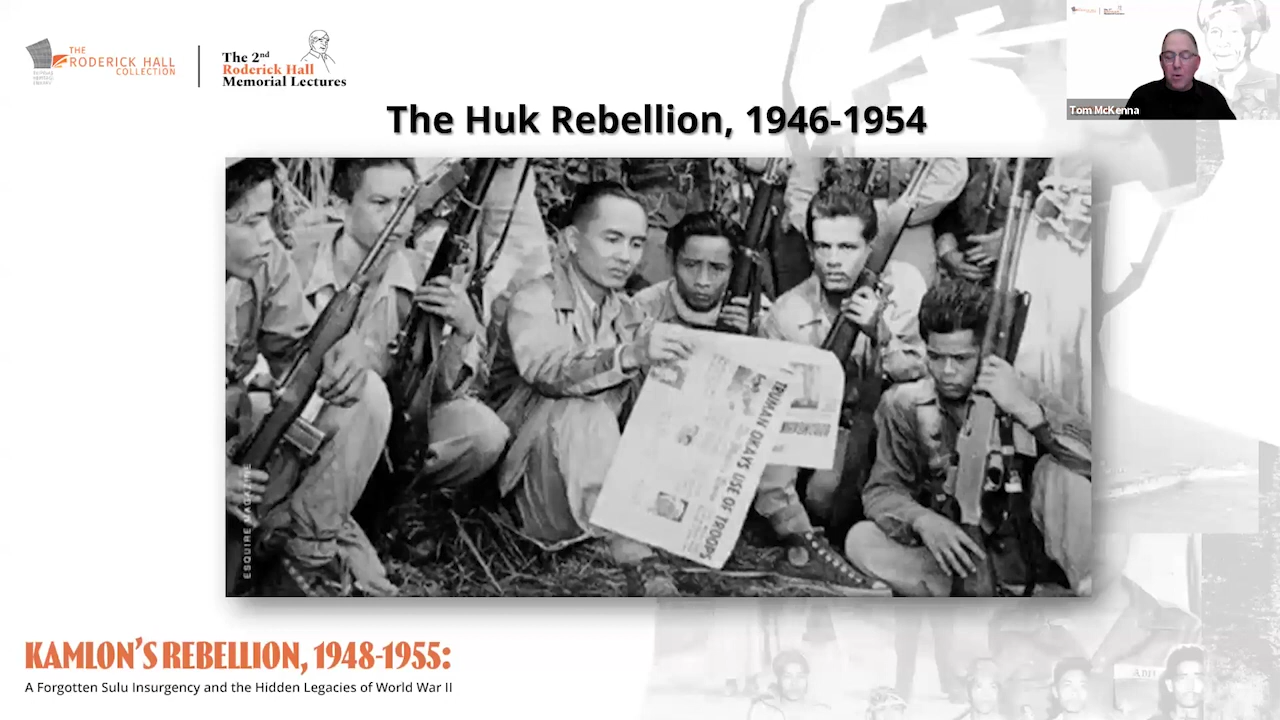 THE
RODERICK HALL
COLLECTION
The 2nd
Roderick Hall
Memorial Lectures
Tom McKenna
The Huk Rebellion, 1946-1954
TRUMAN OKAYS USE OF TROOPS
ESQUIRE MAGAZINE
KAMLON'S REBELLION, 1948-1955:
A Forgotten Sulu Insurgency and the Hidden Legacies of World War II